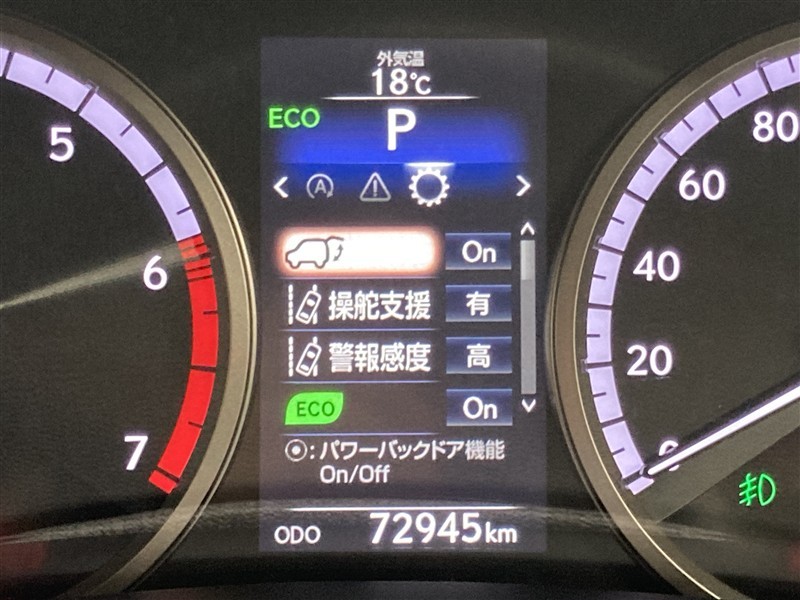 外気温
18℃
ECO
P
A
On
操舵支援 有
警報感度 高
ECO On
⦿: パワーバックドア機能
On/Off
ODO 72945km
5
6
7
80
60
40
20
0